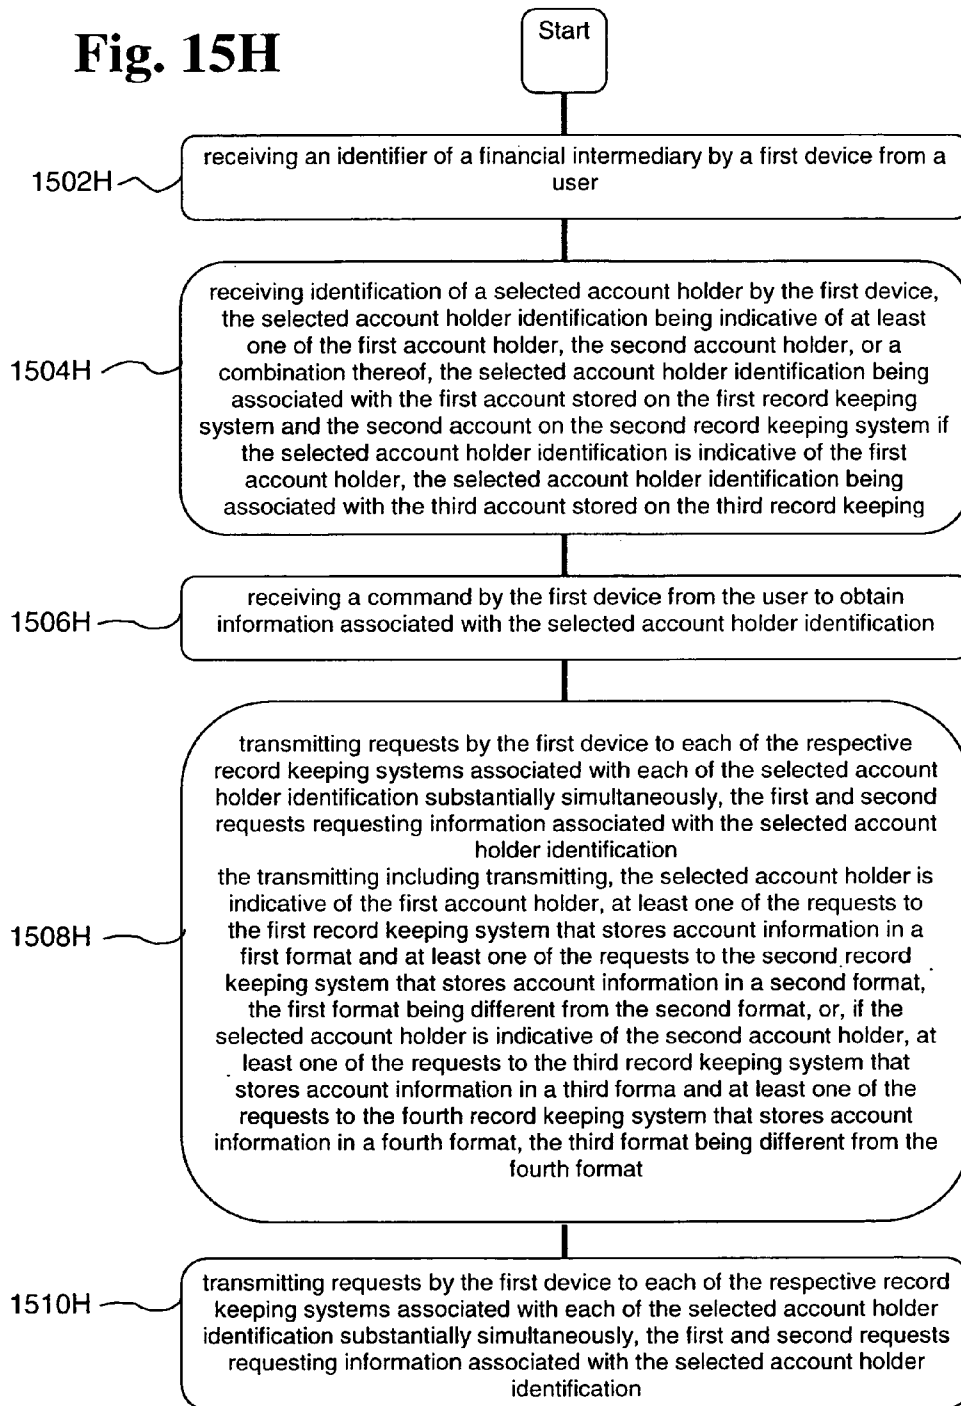 Fig. 15H
Start
1502H
receiving an identifier of a financial intermediary by a first device from a
user
1504H
receiving identification of a selected account holder by the first device,
the selected account holder identification being indicative of at least
one of the first account holder, the second account holder, or a
combination thereof, the selected account holder identification being
associated with the first account stored on the first record keeping
system and the second account on the second record keeping system if
the selected account holder identification is indicative of the first
account holder, the selected account holder identification being
associated with the third account stored on the third record keeping
1506H
receiving a command by the first device from the user to obtain
information associated with the selected account holder identification
1508H
transmitting requests by the first device to each of the respective
record keeping systems associated with each of the selected account
holder identification substantially simultaneously, the first and second
requests requesting information associated with the selected account
holder identification
the transmitting including transmitting, the selected account holder is
indicative of the first account holder, at least one of the requests to
the first record keeping system that stores account information in a
first format and at least one of the requests to the second record
keeping system that stores account information in a second format,
the first format being different from the second format, or, if the
selected account holder is indicative of the second account holder, at
least one of the requests to the third record keeping system that
stores account information in a third forma and at least one of the
requests to the fourth record keeping system that stores account
information in a fourth format, the third format being different from the
fourth format
1510H
transmitting requests by the first device to each of the respective record
keeping systems associated with each of the selected account holder
identification substantially simultaneously, the first and second requests
requesting information associated with the selected account holder
identification